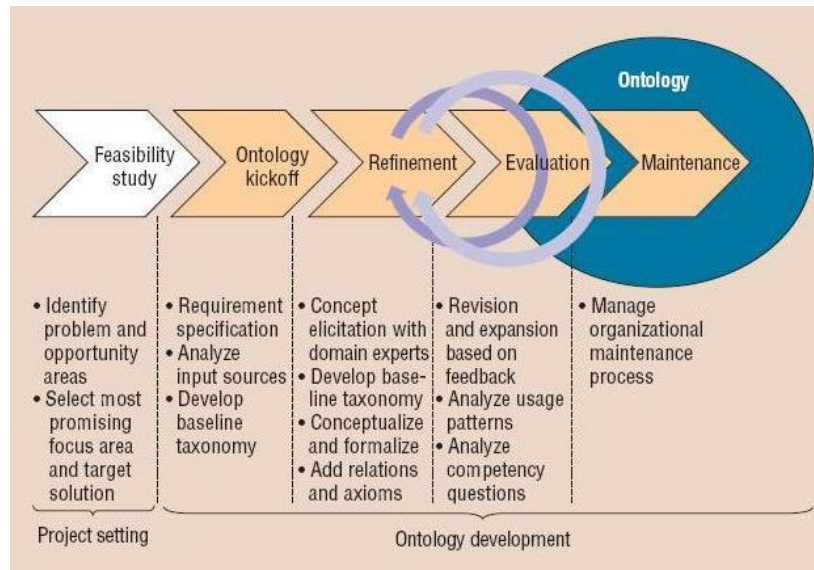 Ontology
Feasibility
study
Ontology
kickoff
Refinement
Evaluation
Maintenance
• Identify
problem and
opportunity
areas
• Select most
promising
focus area
and target
solution
• Requirement
specification
• Analyze
input sources
• Develop
baseline
taxonomy
• Concept
elicitation with
domain experts
• Develop base-
line taxonomy
• Conceptualize
and formalize
• Add relations
and axioms
• Revision
and expansion
based on
feedback
• Analyze usage
patterns
• Analyze
competency
questions
• Manage
organizational
maintenance
process
Project setting
Ontology development